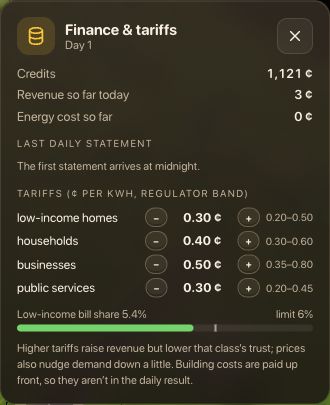 Finance & tariffs
Day 1
Credits 1,121 ¢
Revenue so far today 3 ¢
Energy cost so far 0 ¢
LAST DAILY STATEMENT
The first statement arrives at midnight.
TARIFFS (¢ PER KWH, REGULATOR BAND)
low-income homes − 0.30 ¢ + 0.20–0.50
households − 0.40 ¢ + 0.30–0.60
businesses − 0.50 ¢ + 0.35–0.80
public services − 0.30 ¢ + 0.20–0.45
Low-income bill share 5.4% limit 6%
Higher tariffs raise revenue but lower that class's trust; prices
also nudge demand down a little. Building costs are paid up
front, so they aren't in the daily result.